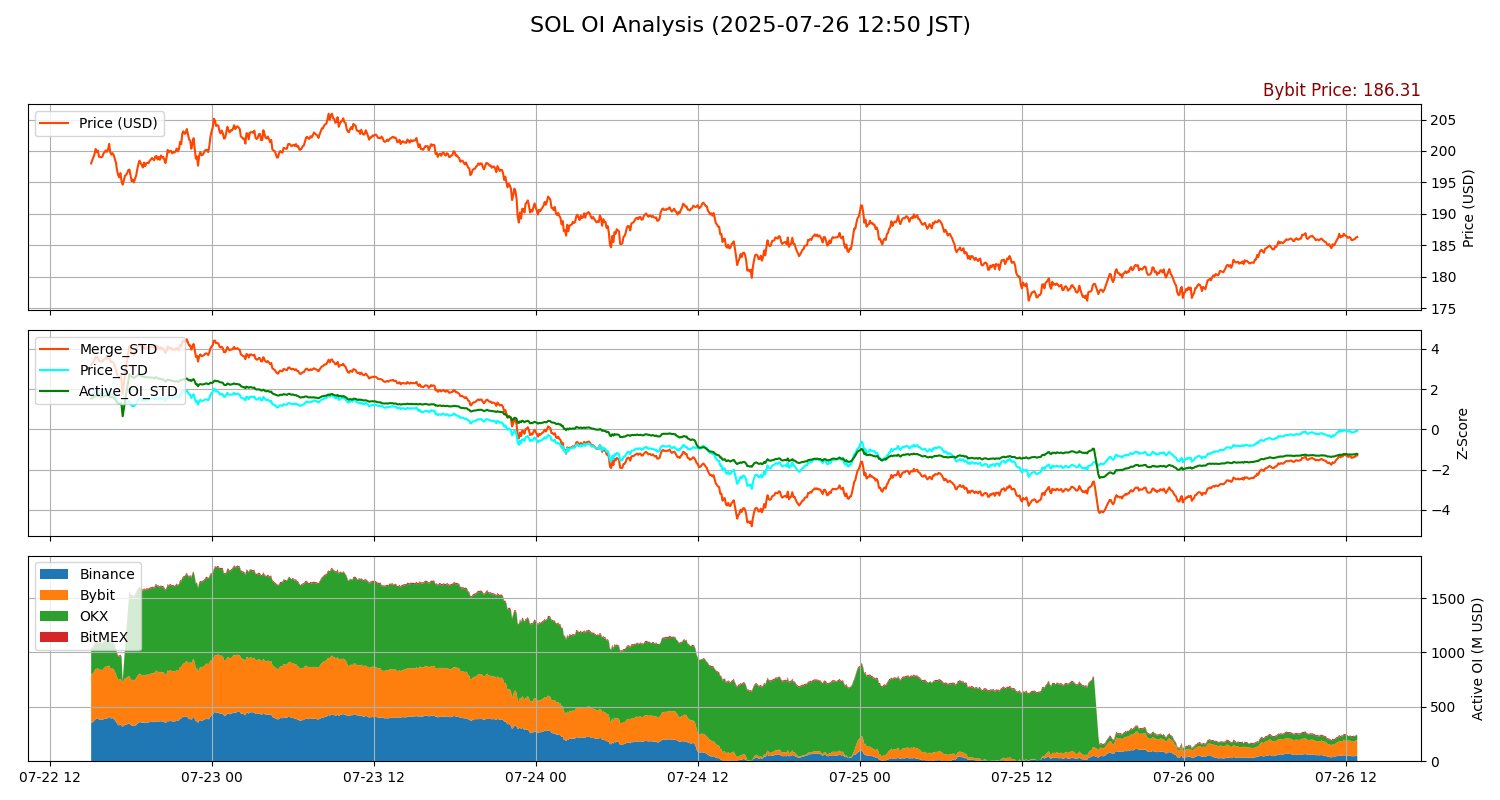 SOL OI Analysis (2025-07-26 12:50 JST)
Bybit Price: 186.31
Price (USD)
205
200
195
190
185
180
175
Price (USD)
Merge_STD
Price_STD
Active_OI_STD
4
2
0
−2
−4
Z-Score
Binance
Bybit
OKX
BitMEX
1500
1000
500
0
Active OI (M USD)
07-22 12
07-23 00
07-23 12
07-24 00
07-24 12
07-25 00
07-25 12
07-26 00
07-26 12